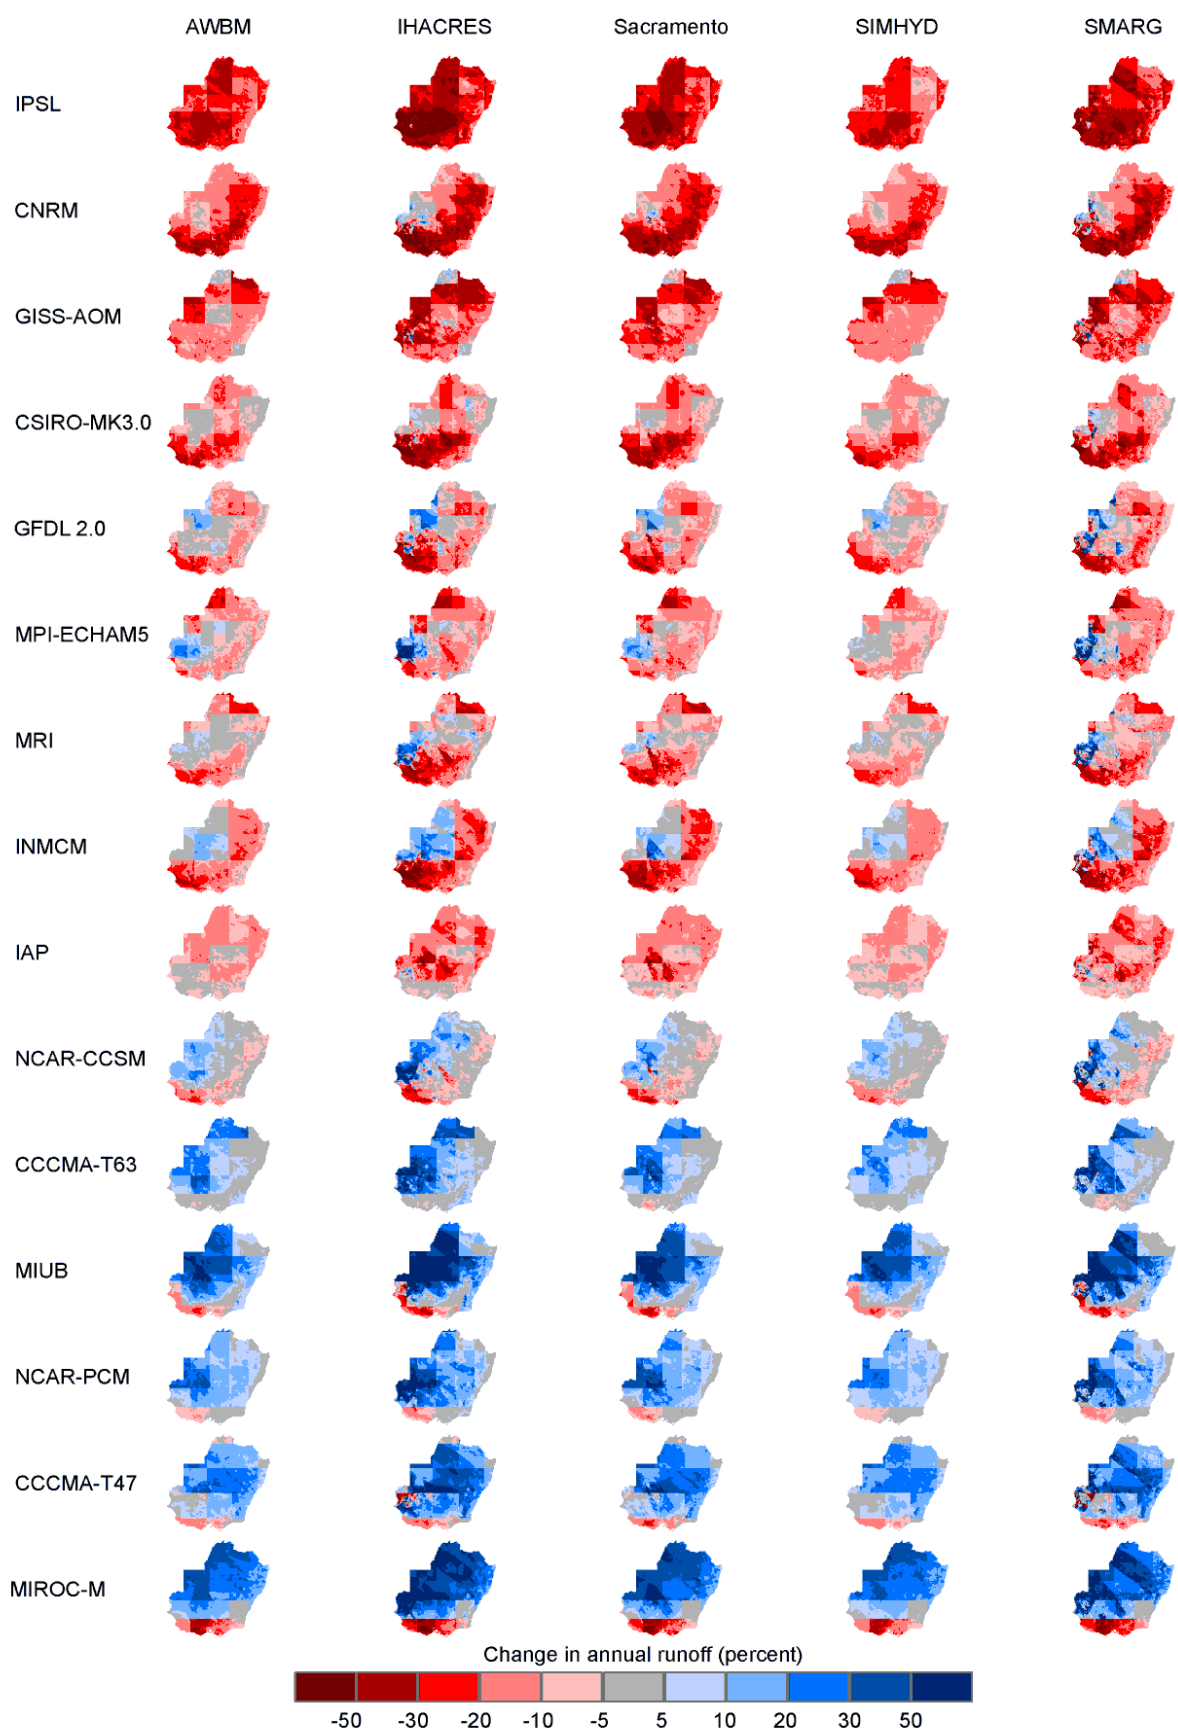 AWBM IHACRES Sacramento SIMHYD SMARG
IPSL
CNRM
GISS-AOM
CSIRO-MK3.0
GFDL 2.0
MPI-ECHAM5
MRI
INMCM
IAP
NCAR-CCSM
CCCMA-T63
MIUB
NCAR-PCM
CCCMA-T47
MIROC-M
Change in annual runoff (percent)
-50 -30 -20 -10 -5 5 10 20 30 50